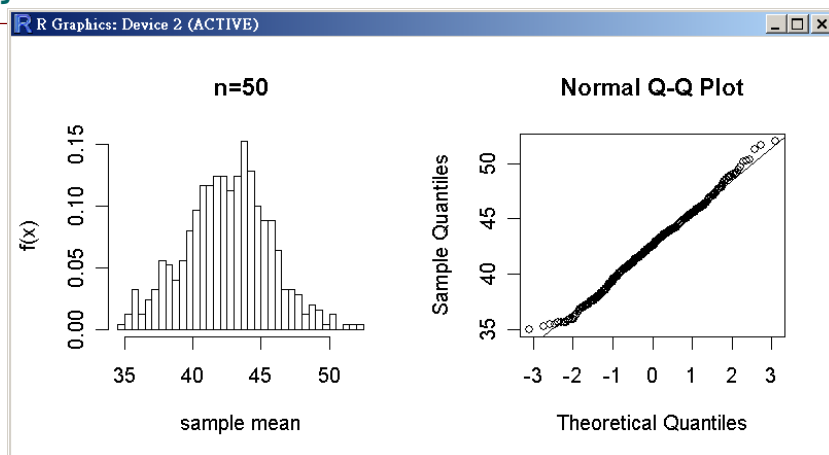 R Graphics: Device 2 (ACTIVE)
n=50
f(x)
0.15
0.10
0.05
0.00
35 40 45 50
sample mean
Normal Q-Q Plot
Sample Quantiles
50
45
40
35
-3 -2 -1 0 1 2 3
Theoretical Quantiles